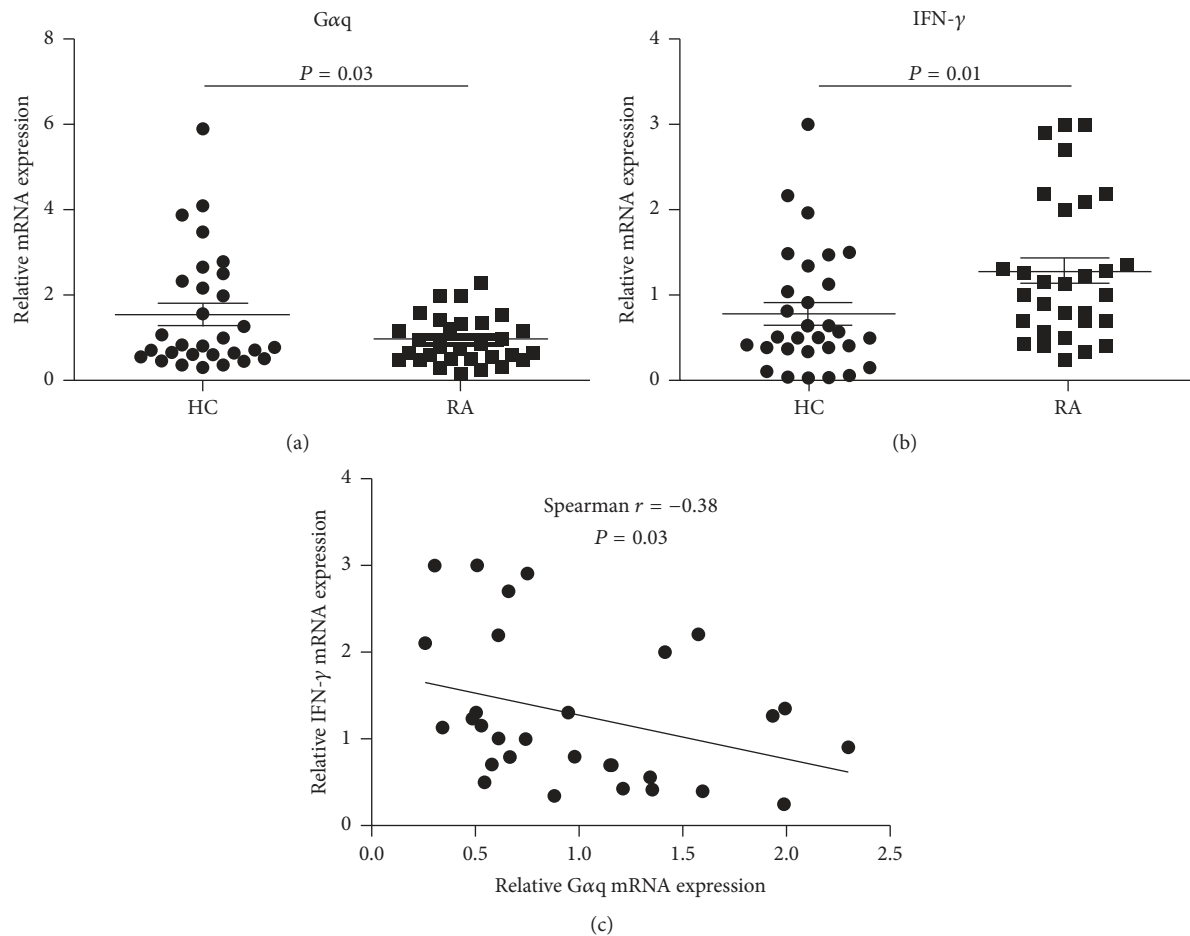 Gαq
8
6
4
2
0
Relative mRNA expression
P = 0.03
HC
RA
(a)
IFN-γ
4
3
2
1
0
Relative mRNA expression
P = 0.01
HC
RA
(b)
4
3
2
1
0
Relative IFN-γ mRNA expression
Spearman r = −0.38
P = 0.03
0.0 0.5 1.0 1.5 2.0 2.5
Relative Gαq mRNA expression
(c)